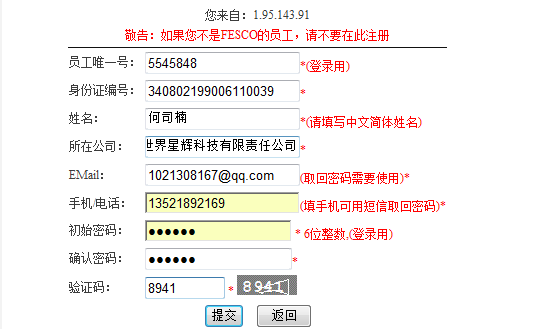 您来自：1.95.143.91
敬告：如果您不是FESCO的员工，请不要在此注册
员工唯一号： 5545848 *(登录用)
身份证编号： 340802199006110039 *
姓名： 何司楠 *(请填写中文简体姓名)
所在公司： 世界星辉科技有限责任公司 *
EMail： 1021308167@qq.com (取回密码需要使用)*
手机/电话： 13521892169 (填手机可用短信取回密码)*
初始密码： ●●●●●● * 6位整数,(登录用)
确认密码： ●●●●●● *
验证码： 8941 * 8941
提交 返回